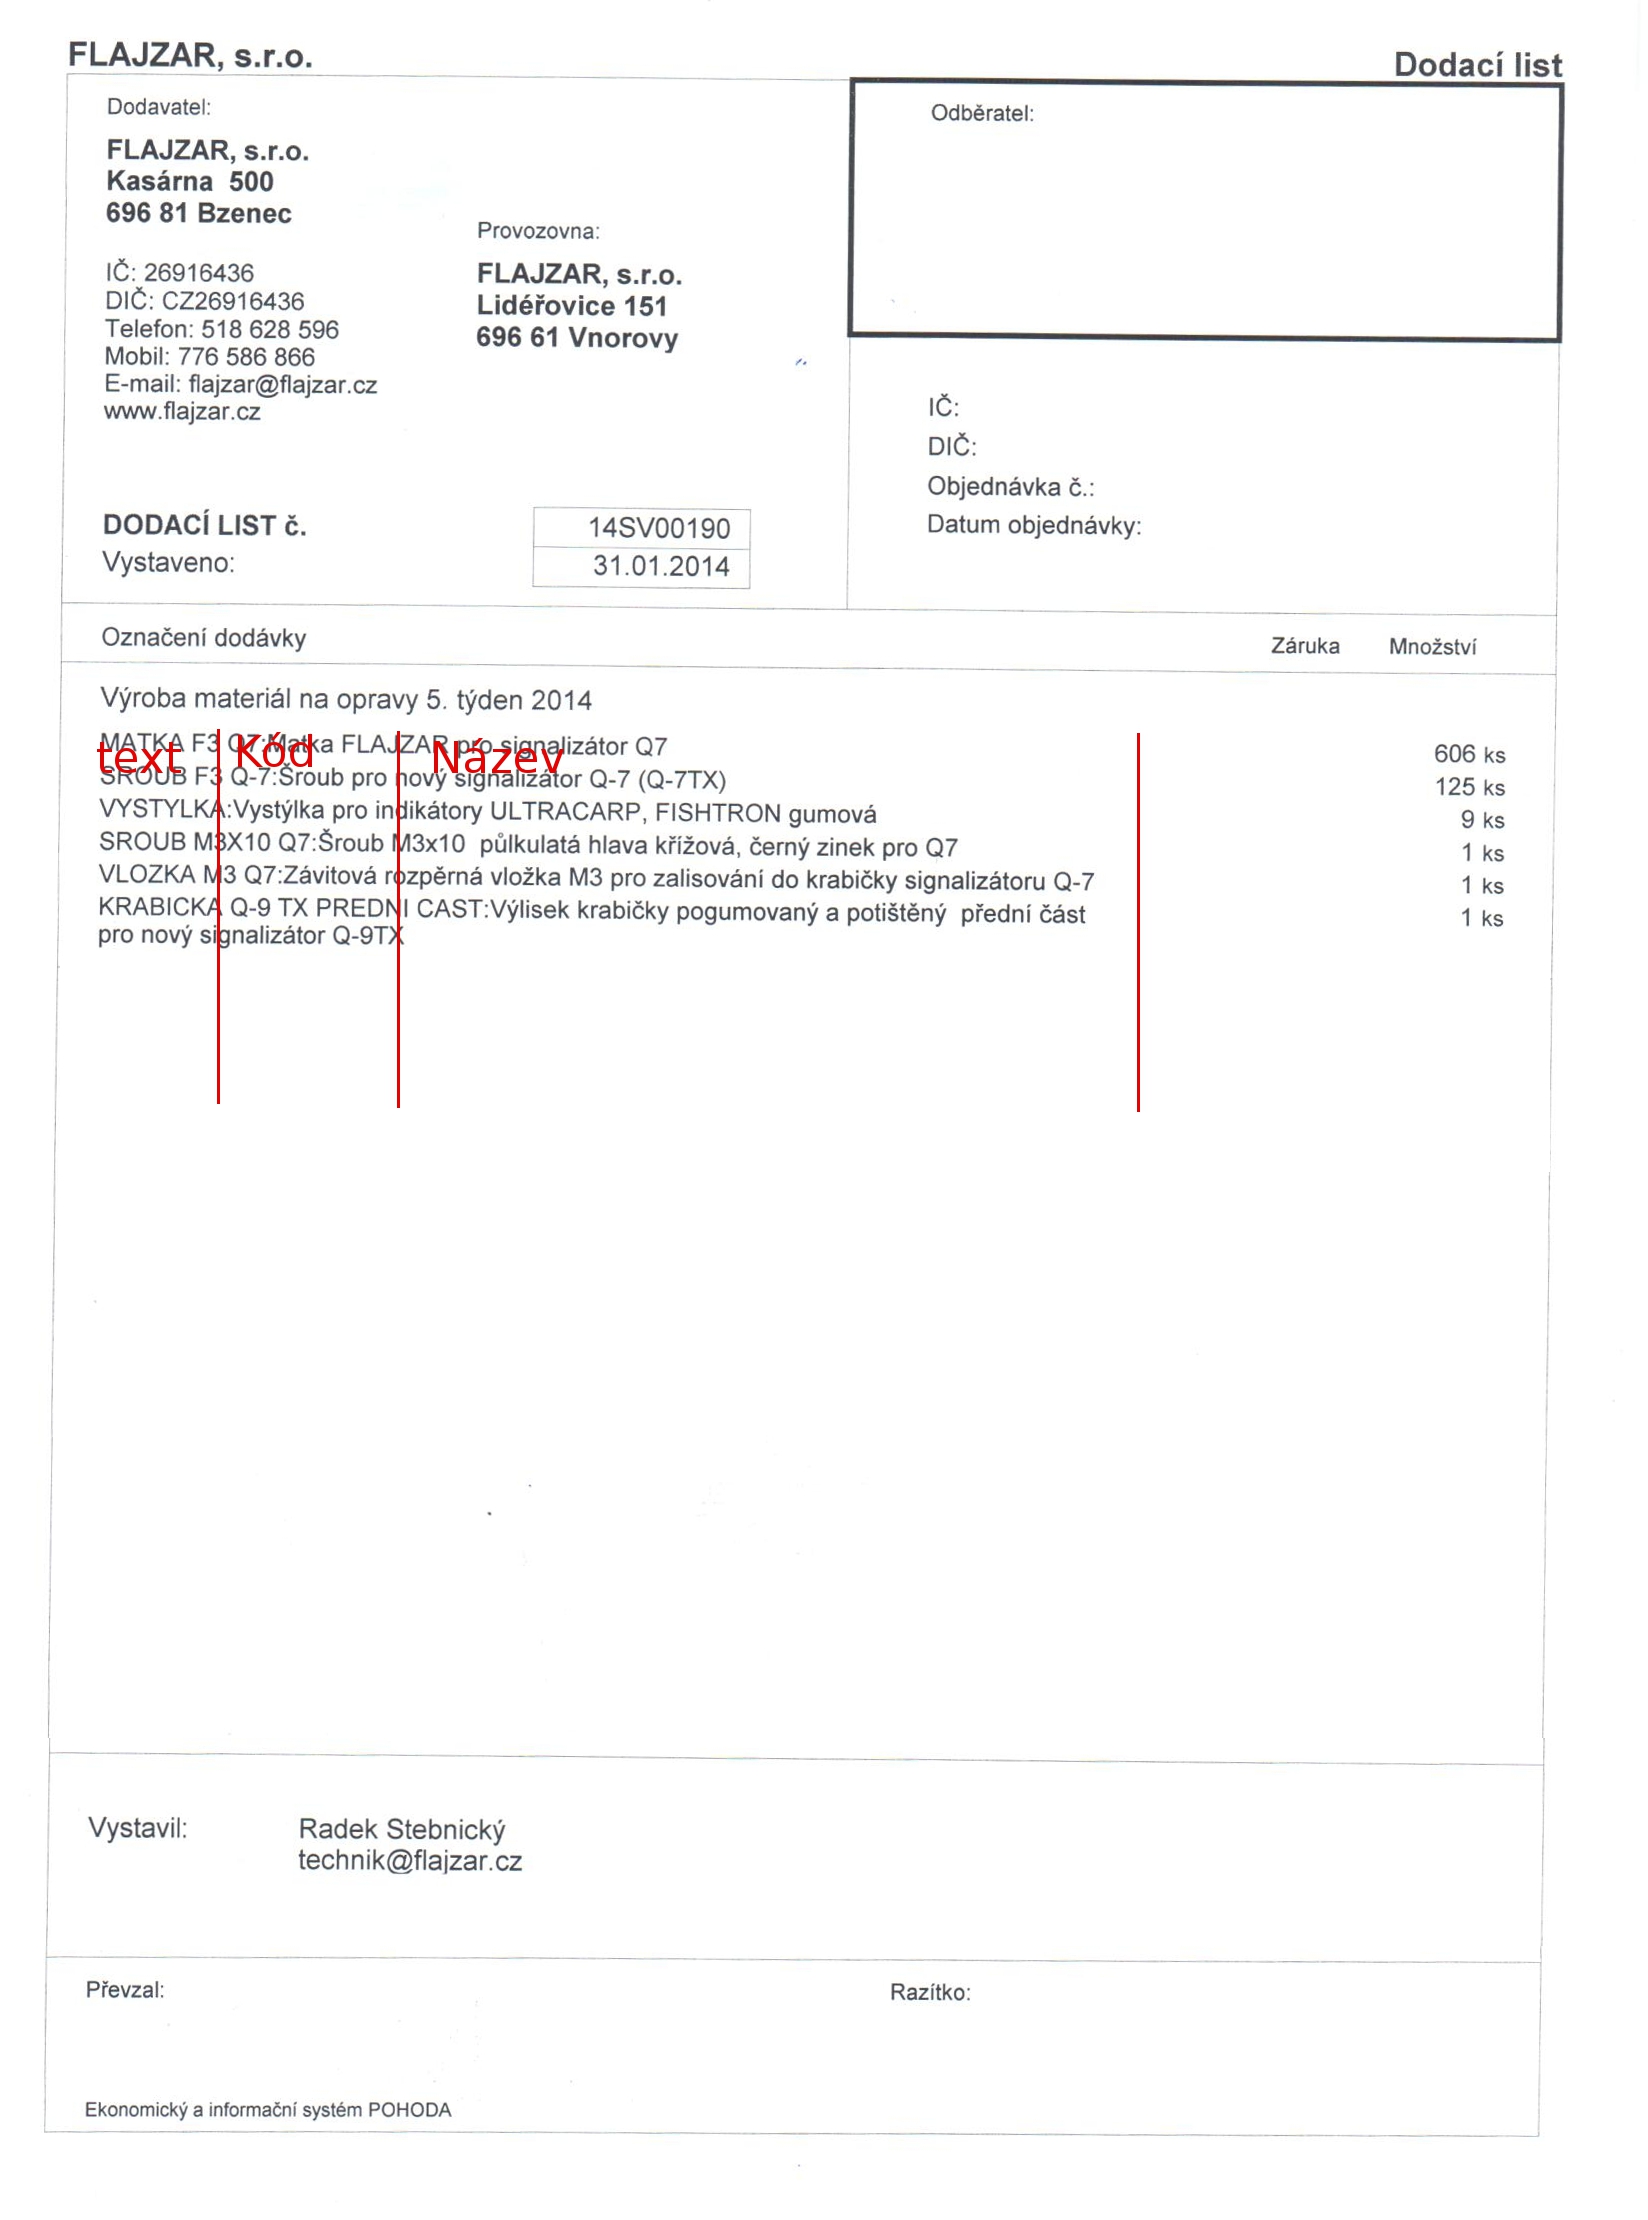 FLAJZAR, s.r.o.
Dodací list
Dodavatel:
FLAJZAR, s.r.o.
Kasárna 500
696 81 Bzenec
IČ: 26916436
DIČ: CZ26916436
Telefon: 518 628 596
Mobil: 776 586 866
E-mail: flajzar@flajzar.cz
www.flajzar.cz
Provozovna:
FLAJZAR, s.r.o.
Lidéřovice 151
696 61 Vnorovy
Odběratel:
IČ:
DIČ:
Objednávka č.:
Datum objednávky:
DODACÍ LIST č. 14SV00190
Vystaveno: 31.01.2014
Označení dodávky Záruka Množství
Výroba materiál na opravy 5. týden 2014
text Kód Název
MATKA F3 Q7:Matka FLAJZAR pro signalizátor Q7 606 ks
SROUB F3 Q-7:Šroub pro nový signalizátor Q-7 (Q-7TX) 125 ks
VYSTYLKA:Vystýlka pro indikátory ULTRACARP, FISHTRON gumová 9 ks
SROUB M3X10 Q7:Šroub M3x10 půlkulatá hlava křížová, černý zinek pro Q7 1 ks
VLOZKA M3 Q7:Závitová rozpěrná vložka M3 pro zalisování do krabičky signalizátoru Q-7 1 ks
KRABICKA Q-9 TX PREDNI CAST:Výlisek krabičky pogumovaný a potištěný přední část 1 ks
pro nový signalizátor Q-9TX
Vystavil: Radek Stebnický
technik@flajzar.cz
Převzal: Razítko:
Ekonomický a informační systém POHODA